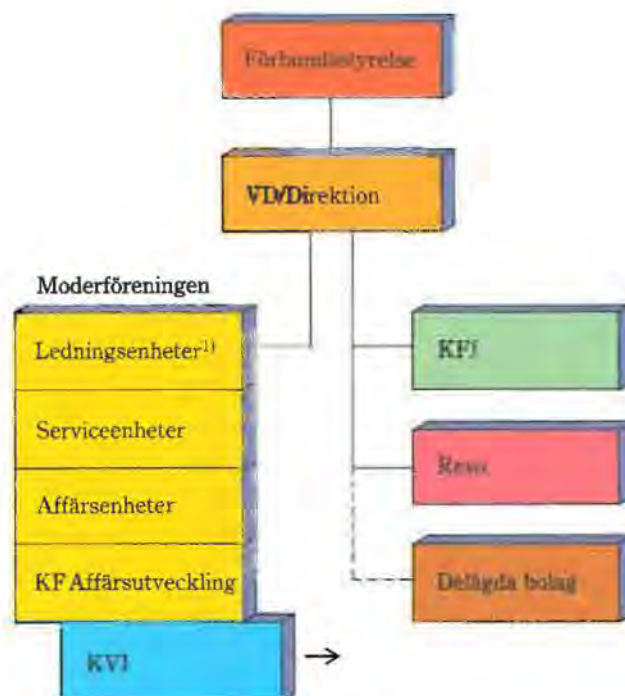 Förbundsstyrelse
VD/Direktion
Moderföreningen
Ledningsenheter¹⁾
Serviceenheter
Affärsenheter
KF Affärsutveckling
KVI
KFI
Reso
Delägda bolag